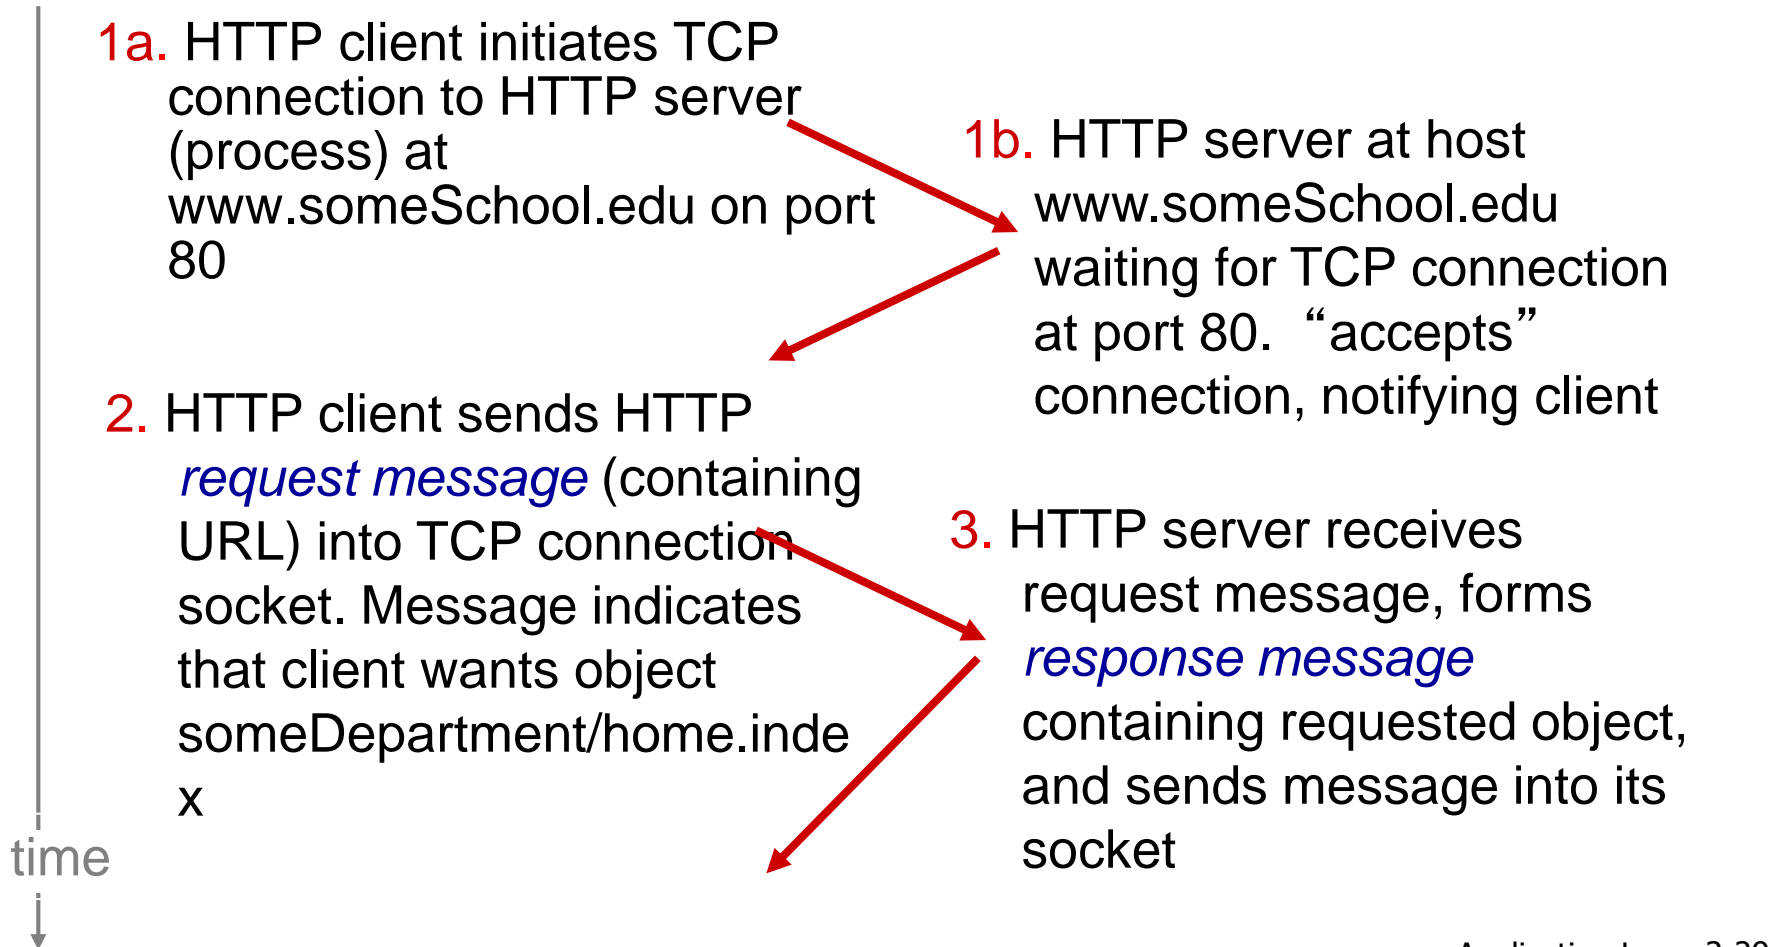 1a. HTTP client initiates TCP
connection to HTTP server
(process) at
www.someSchool.edu on port
80
1b. HTTP server at host
www.someSchool.edu
waiting for TCP connection
at port 80. “accepts”
connection, notifying client
2. HTTP client sends HTTP
request message (containing
URL) into TCP connection
socket. Message indicates
that client wants object
someDepartment/home.inde
x
3. HTTP server receives
request message, forms
response message
containing requested object,
and sends message into its
socket
time